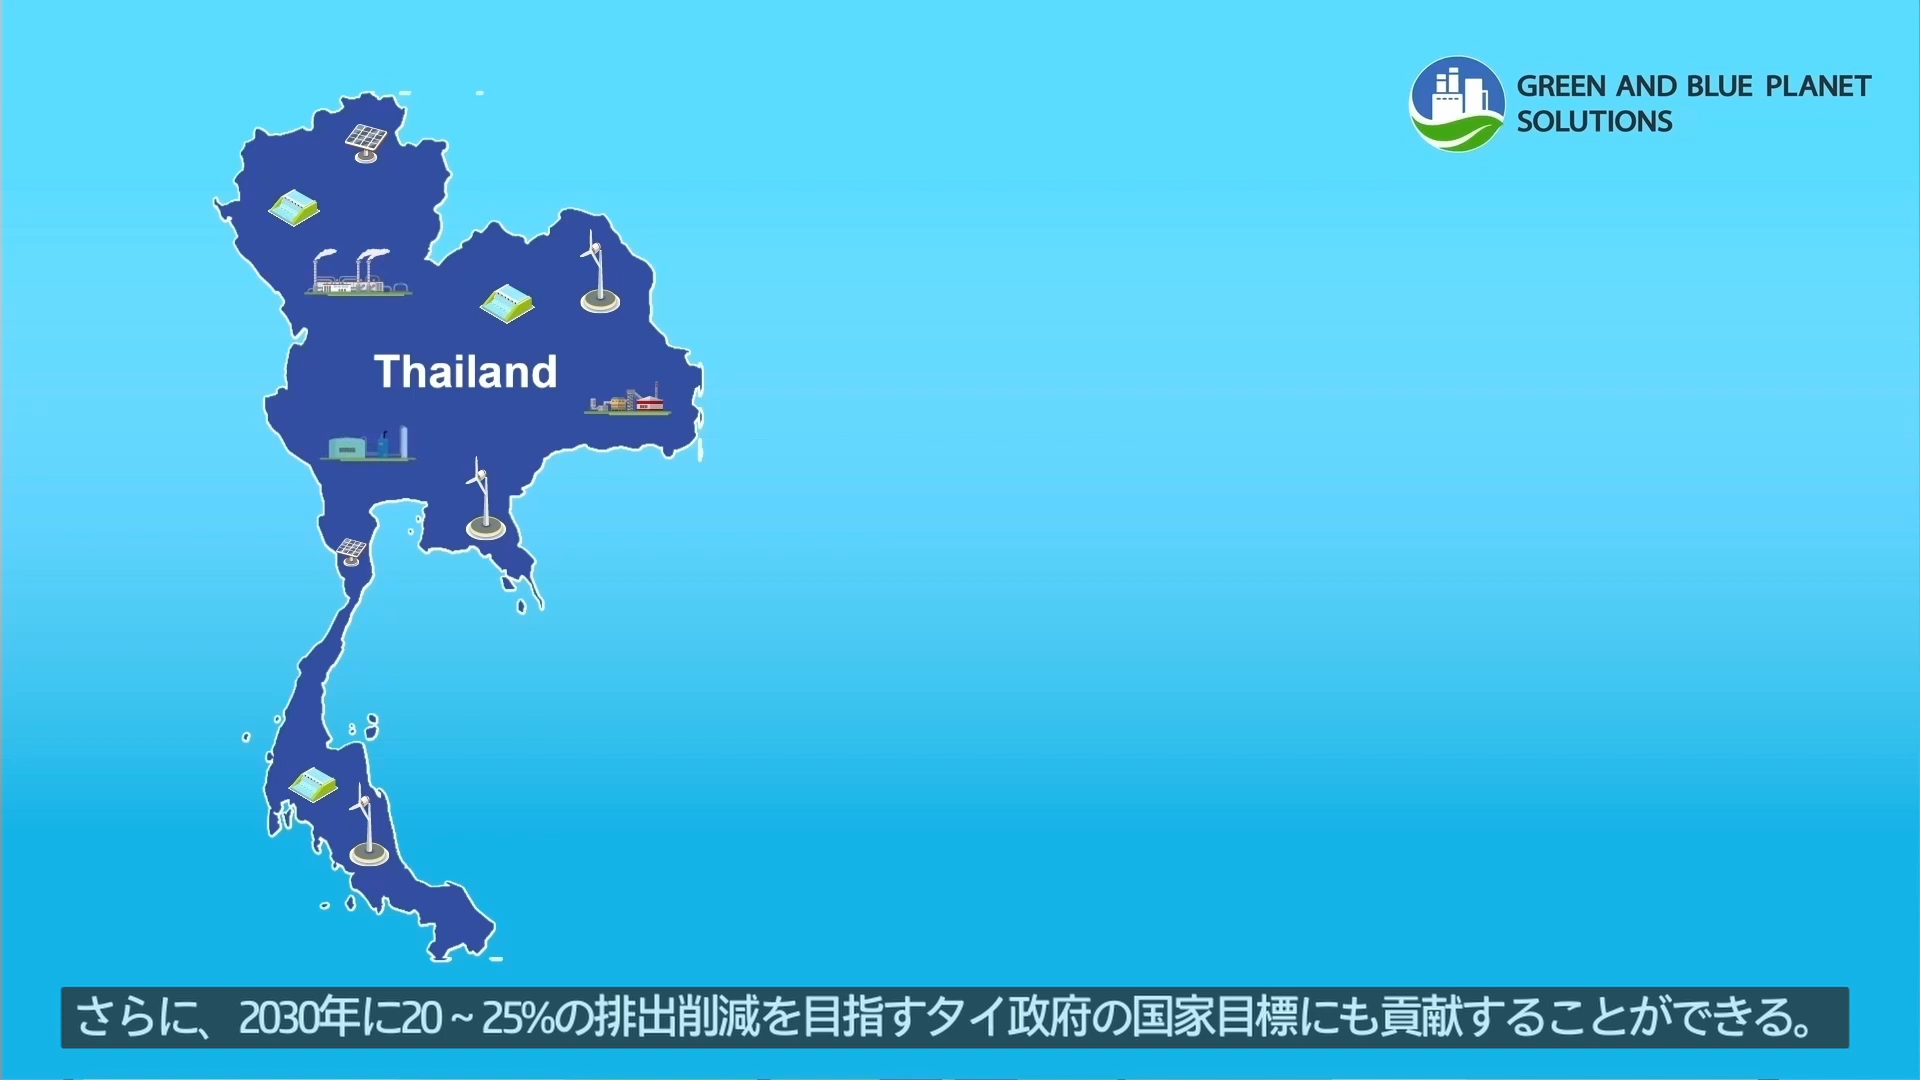 GREEN AND BLUE PLANET
SOLUTIONS
Thailand
さらに、2030年に20 ~ 25%の排出削減を目指すタイ政府の国家目標にも貢献することができる。